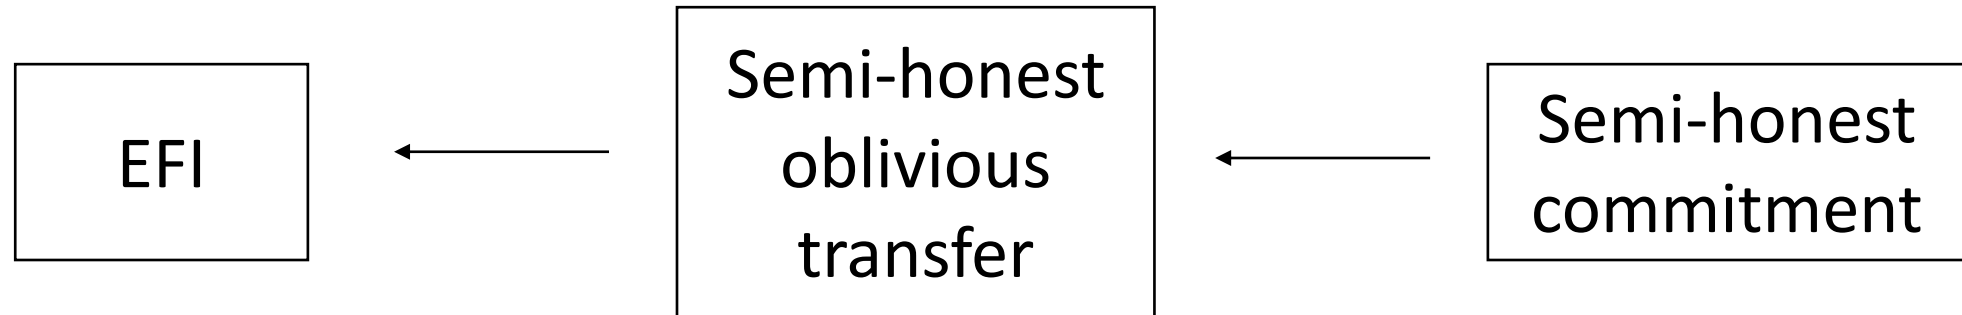 EFI
Semi-honest
oblivious
transfer
Semi-honest
commitment